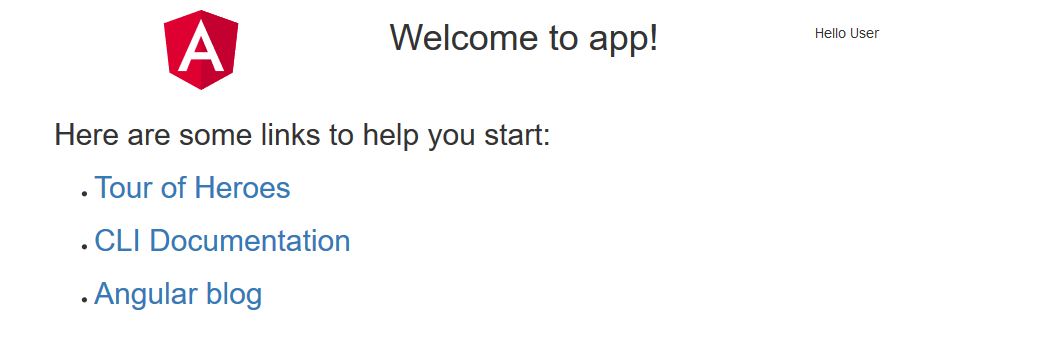 A
Welcome to app!
Hello User
Here are some links to help you start:
Tour of Heroes
CLI Documentation
Angular blog